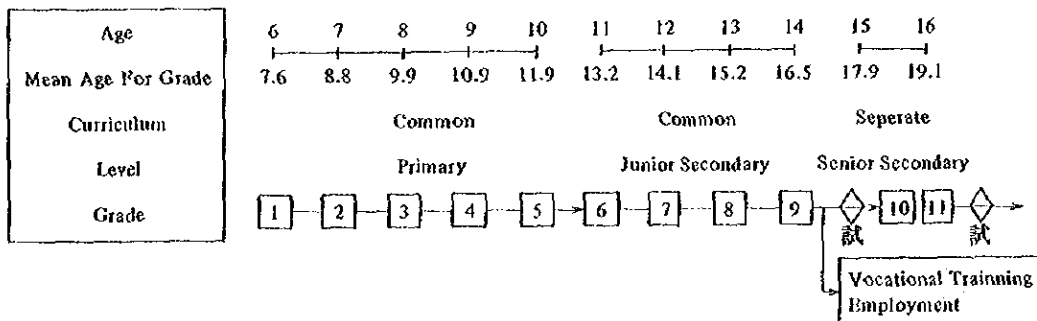 Age 6 7 8 9 10 11 12 13 14 15 16
Mean Age For Grade 7.6 8.8 9.9 10.9 11.9 13.2 14.1 15.2 16.5 17.9 19.1
Curriculum Common Common Seperate
Level Primary Junior Secondary Senior Secondary
Grade 1 2 3 4 5 6 7 8 9 10 11
試 試
Vocational Trainning
Employment